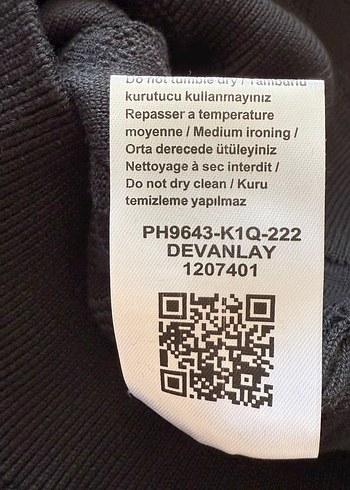 Do not tumble dry / Tamburlu
kurutucu kullanmayınız
Repasser a temperature
moyenne / Medium ironing /
Orta derecede ütüleyiniz
Nettoyage à sec interdit /
Do not dry clean / Kuru
temizleme yapılmaz
PH9643-K1Q-222
DEVANLAY
1207401